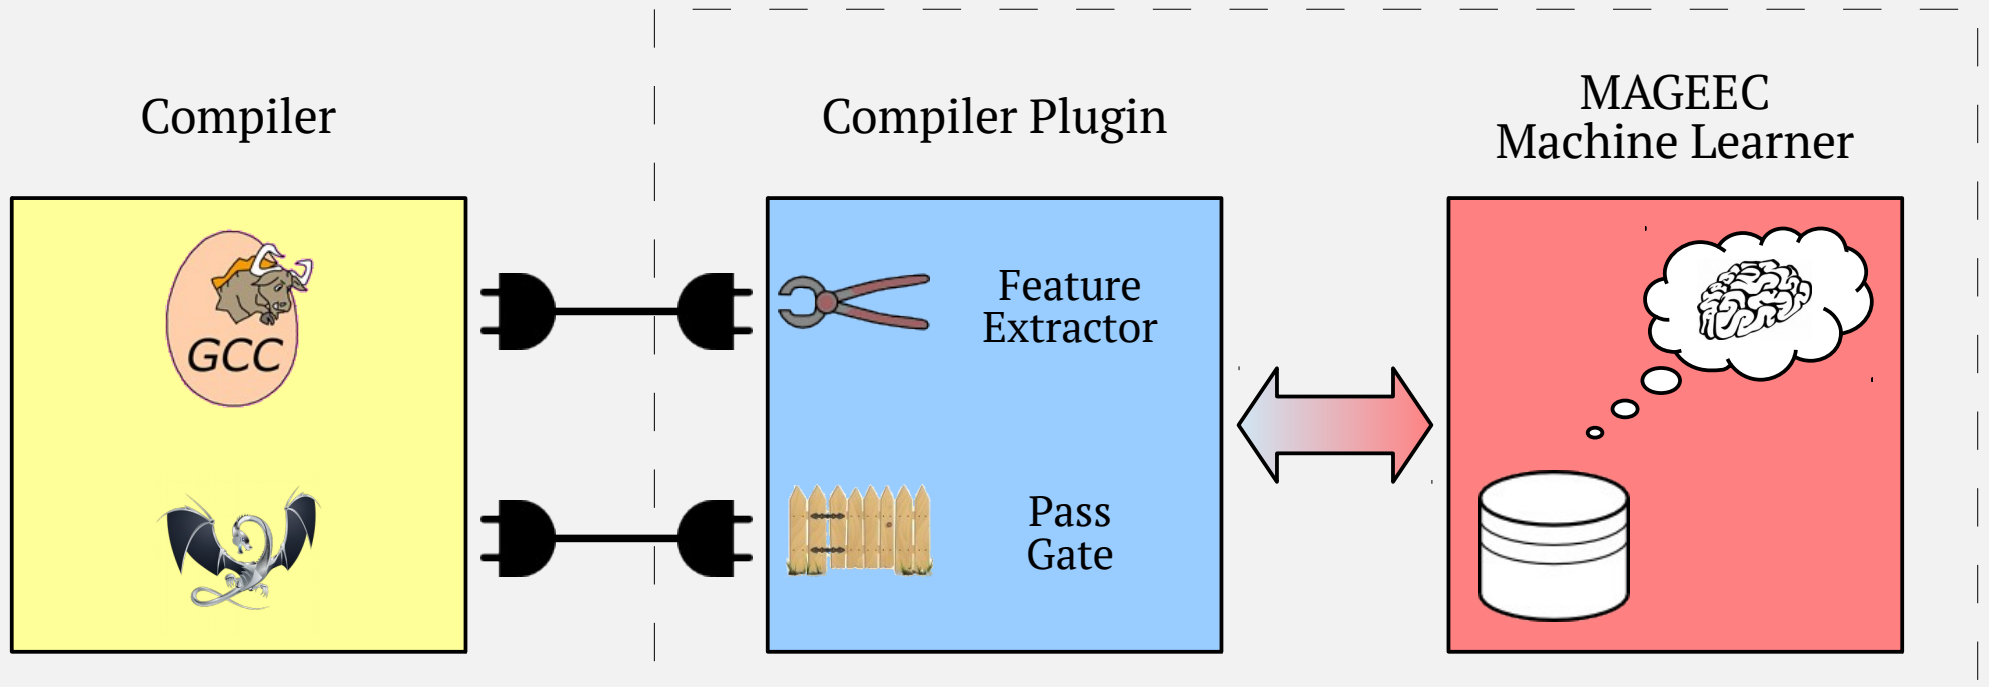 Compiler
Compiler Plugin
MAGEEC
Machine Learner
GCC
Feature
Extractor
Pass
Gate